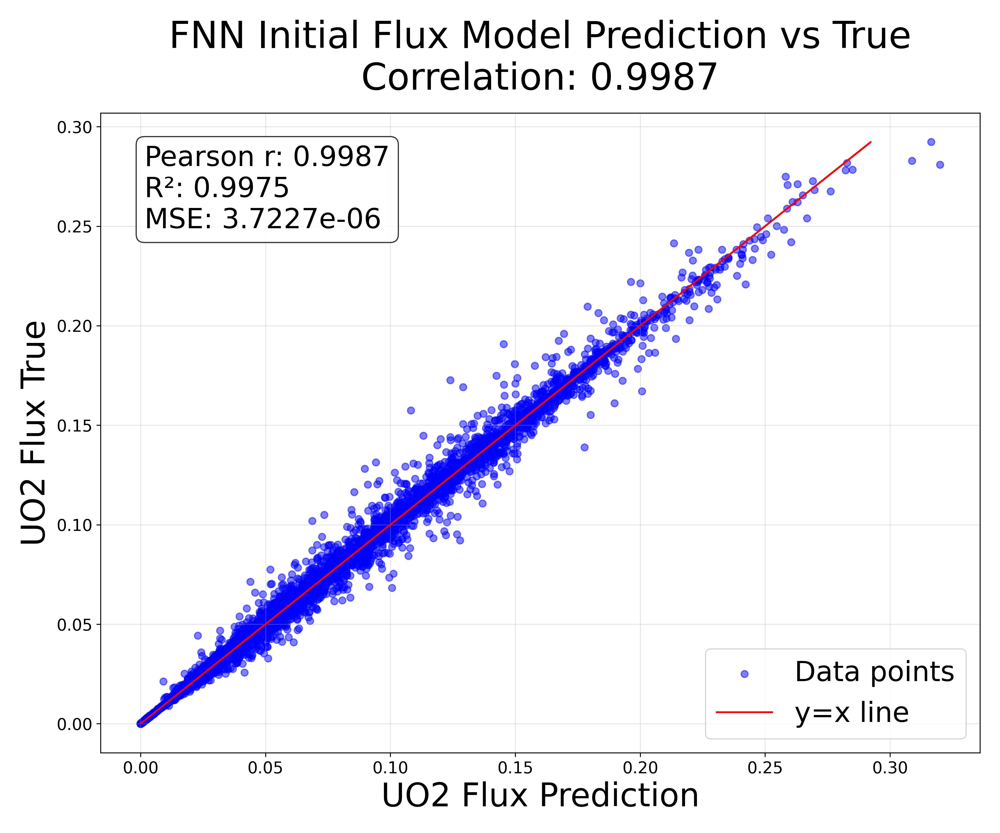 FNN Initial Flux Model Prediction vs True
Correlation: 0.9987
0.30
0.25
0.20
0.15
0.10
0.05
0.00
UO2 Flux True
Pearson r: 0.9987
R²: 0.9975
MSE: 3.7227e-06
Data points
y=x line
0.00 0.05 0.10 0.15 0.20 0.25 0.30
UO2 Flux Prediction